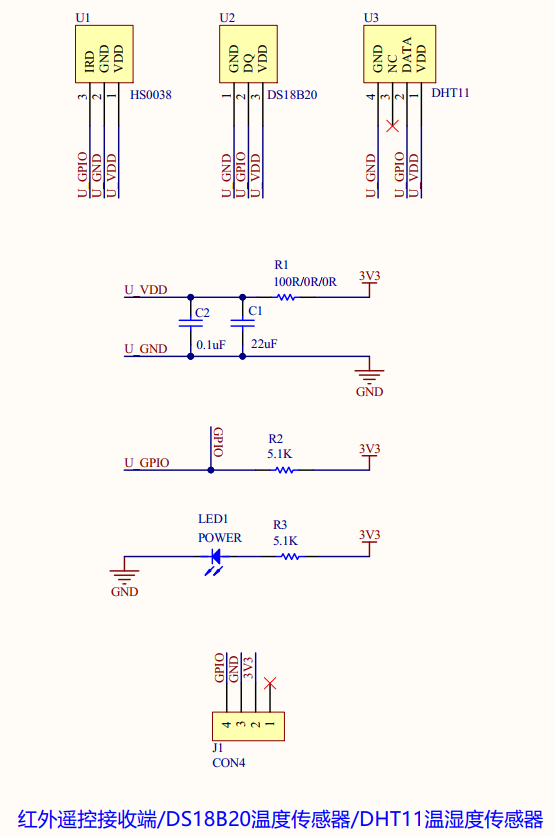 U1
U2
U3
IRD
GND
VDD
GND
DQ
VDD
GND
NC
DATA
VDD
HS0038
DS18B20
DHT11
3
2
1
1
2
3
4
3
2
1
U_GPIO
U_GND
U_VDD
U_GND
U_GPIO
U_VDD
U_GND
U_GPIO
U_VDD
R1
100R/0R/0R
3V3
U_VDD
C2
C1
0.1uF
22uF
U_GND
GND
GPIO
R2
5.1K
3V3
U_GPIO
LED1
POWER
R3
5.1K
3V3
GND
GPIO
GND
3V3
4
3
2
1
J1
CON4
红外遥控接收端/DS18B20温度传感器/DHT11温湿度传感器